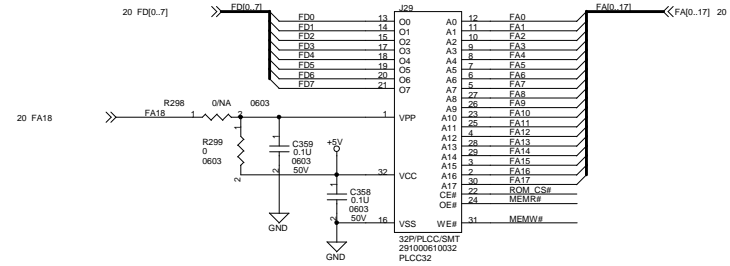 20 FD[0..7] FD[0..7] J29 FA[0..17] FA[0..17] 20
FD0 13 O0 A0 12 FA0
FD1 14 O1 A1 11 FA1
FD2 15 O2 A2 10 FA2
FD3 17 O3 A3 9 FA3
FD4 18 O4 A4 8 FA4
FD5 19 O5 A5 7 FA5
FD6 20 O6 A6 6 FA6
FD7 21 O7 A7 5 FA7
A8 27 FA8
A9 26 FA9
R298 0/NA 0603 A10 23 FA10
20 FA18 FA18 1 2 1 VPP A11 25 FA11
A12 4 FA12
A13 28 FA13
A14 29 FA14
A15 3 FA15
A16 2 FA16
A17 30 FA17
R299
0
0603
1
2
C359
0.1U
0603
50V
1
2
+5V
32 VCC
CE# 22 ROM_CS#
OE# 24 MEMR#
C358
0.1U
0603
50V
1
2
16 VSS WE# 31 MEMW#
GND
GND
32P/PLCC/SMT
291000610032
PLCC32